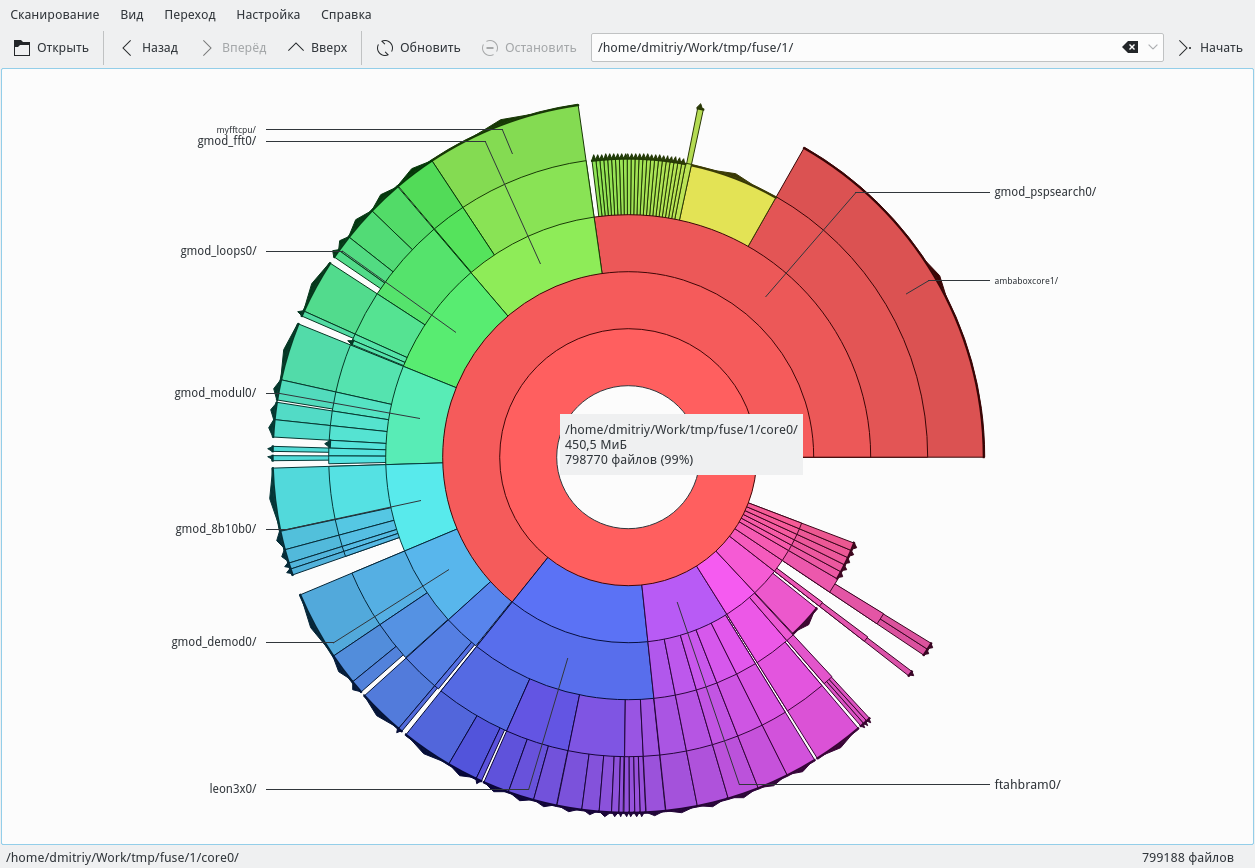 Сканирование Вид Переход Настройка Справка
Открыть Назад Вперёд Вверх Обновить Остановить /home/dmitriy/Work/tmp/fuse/1/ Начать
myfftcpu/
gmod_fft0/
gmod_pspsearch0/
gmod_loops0/
ambaboxcore1/
gmod_modul0/
/home/dmitriy/Work/tmp/fuse/1/core0/
450,5 МиБ
798770 файлов (99%)
gmod_8b10b0/
gmod_demod0/
leon3x0/
ftahbram0/
/home/dmitriy/Work/tmp/fuse/1/core0/ 799188 файлов